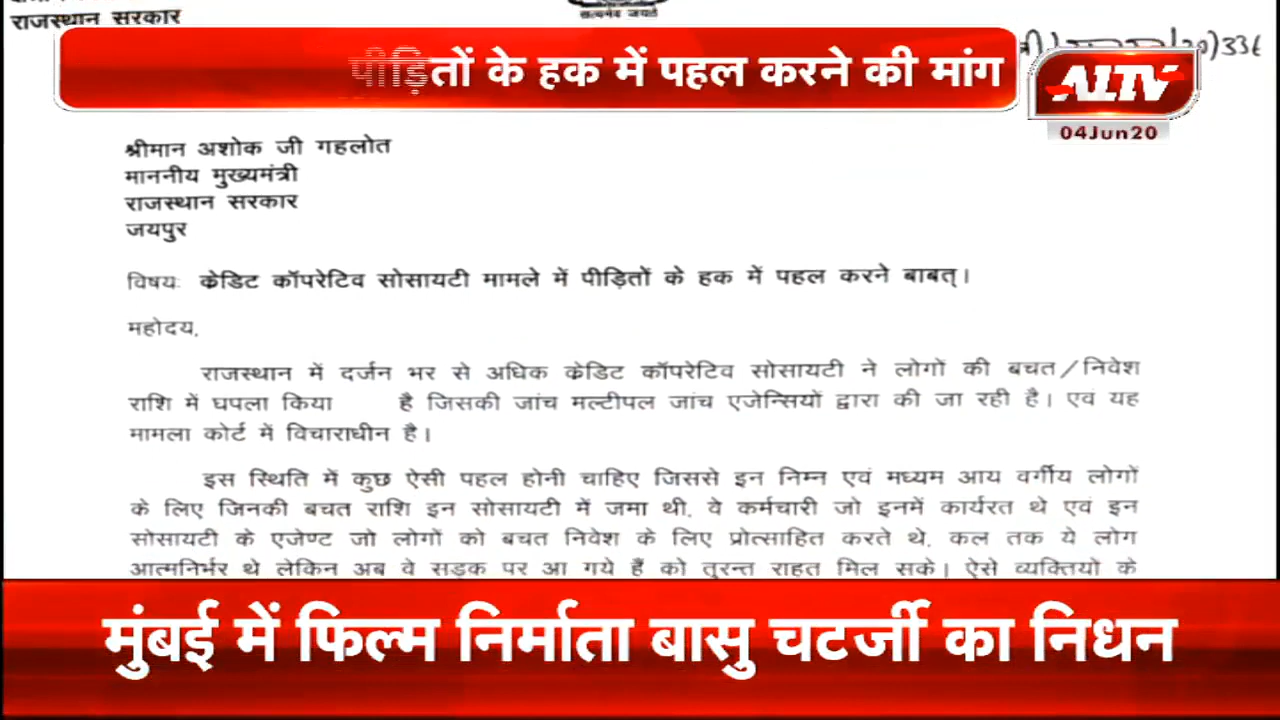 राजस्थान सरकार
सत्यमेव जयते
336
पीड़ितों के हक में पहल करने की मांग
ALTV
04Jun20
श्रीमान अशोक जी गहलोत
माननीय मुख्यमंत्री
राजस्थान सरकार
जयपुर
विषयः क्रेडिट कॉपरेटिव सोसायटी मामले में पीड़ितों के हक में पहल करने बाबत्।
महोदय,
राजस्थान में दर्जन भर से अधिक क्रेडिट कॉपरेटिव सोसायटी ने लोगों की बचत/निवेश
राशि में घपला किया है जिसकी जांच मल्टीपल जांच एजेन्सियों द्वारा की जा रही है। एवं यह
मामला कोर्ट में विचाराधीन है।
इस स्थिति में कुछ ऐसी पहल होनी चाहिए जिससे इन निम्न एवं मध्यम आय वर्गीय लोगों
के लिए जिनकी बचत राशि इन सोसायटी में जमा थी, वे कर्मचारी जो इनमें कार्यरत थे एवं इन
सोसायटी के एजेण्ट जो लोगों को बचत निवेश के लिए प्रोत्साहित करते थे, कल तक ये लोग
आत्मनिर्भर थे लेकिन अब वे सड़क पर आ गये हैं को तुरन्त राहत मिल सके। ऐसे व्यक्तियो के
मुंबई में फिल्म निर्माता बासु चटर्जी का निधन